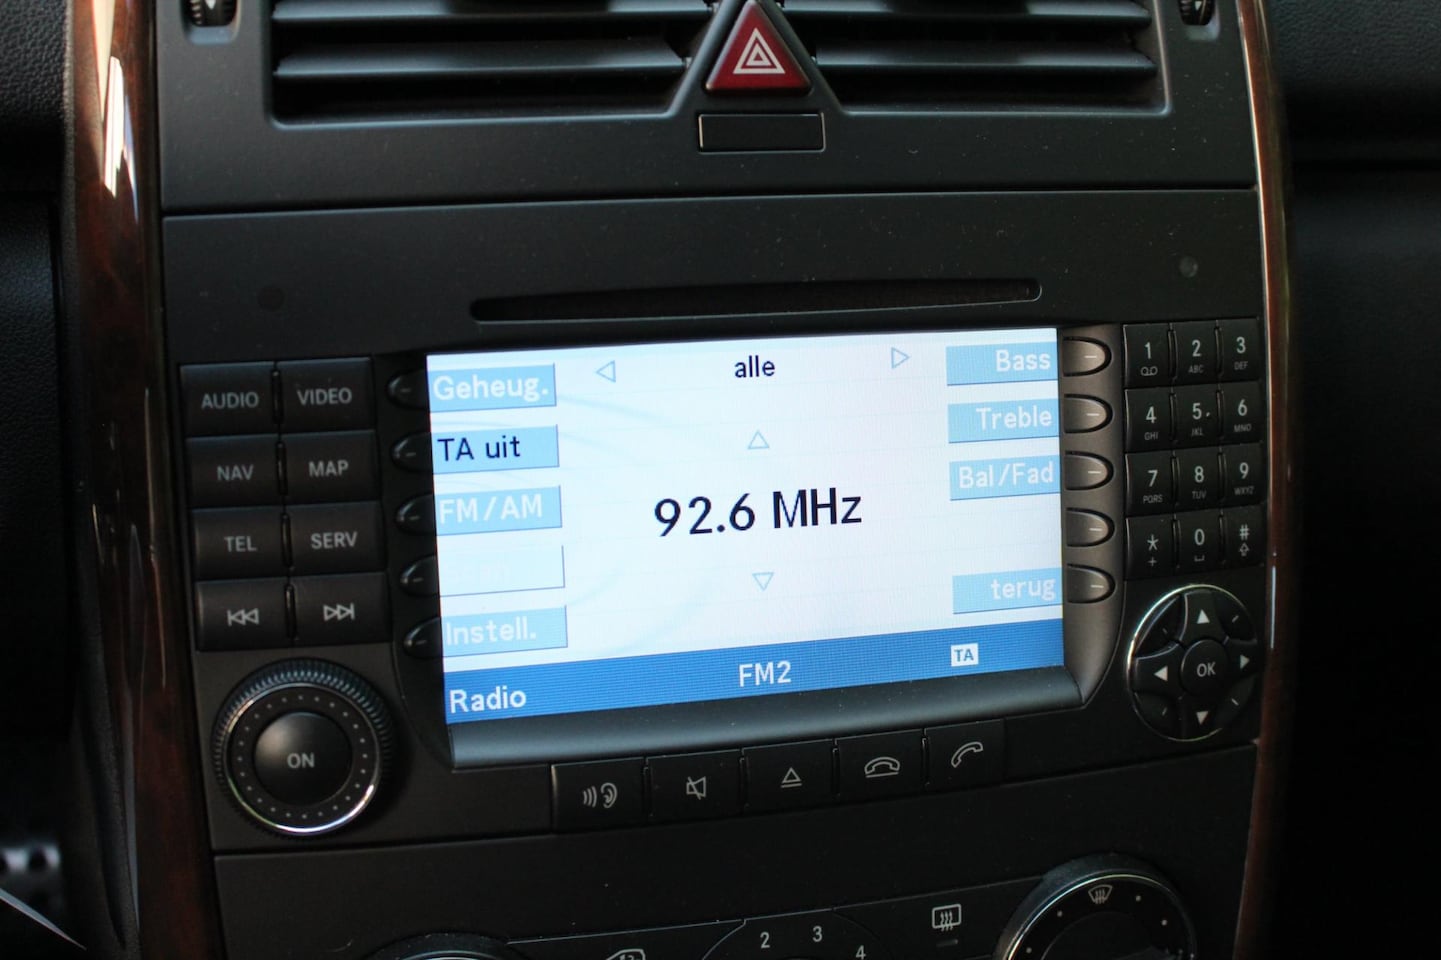 alle
Geheug.
Bass
TA uit
Treble
FM/AM
92.6 MHz
Bal/Fad
Instell.
terug
Radio
FM2
TA
AUDIO
VIDEO
NAV
MAP
TEL
SERV
ON
1
2 ABC
3 DEF
4 GHI
5 JKL
6 MNO
7 PQRS
8 TUV
9 WXYZ
* +
0
#
OK
2
3
4